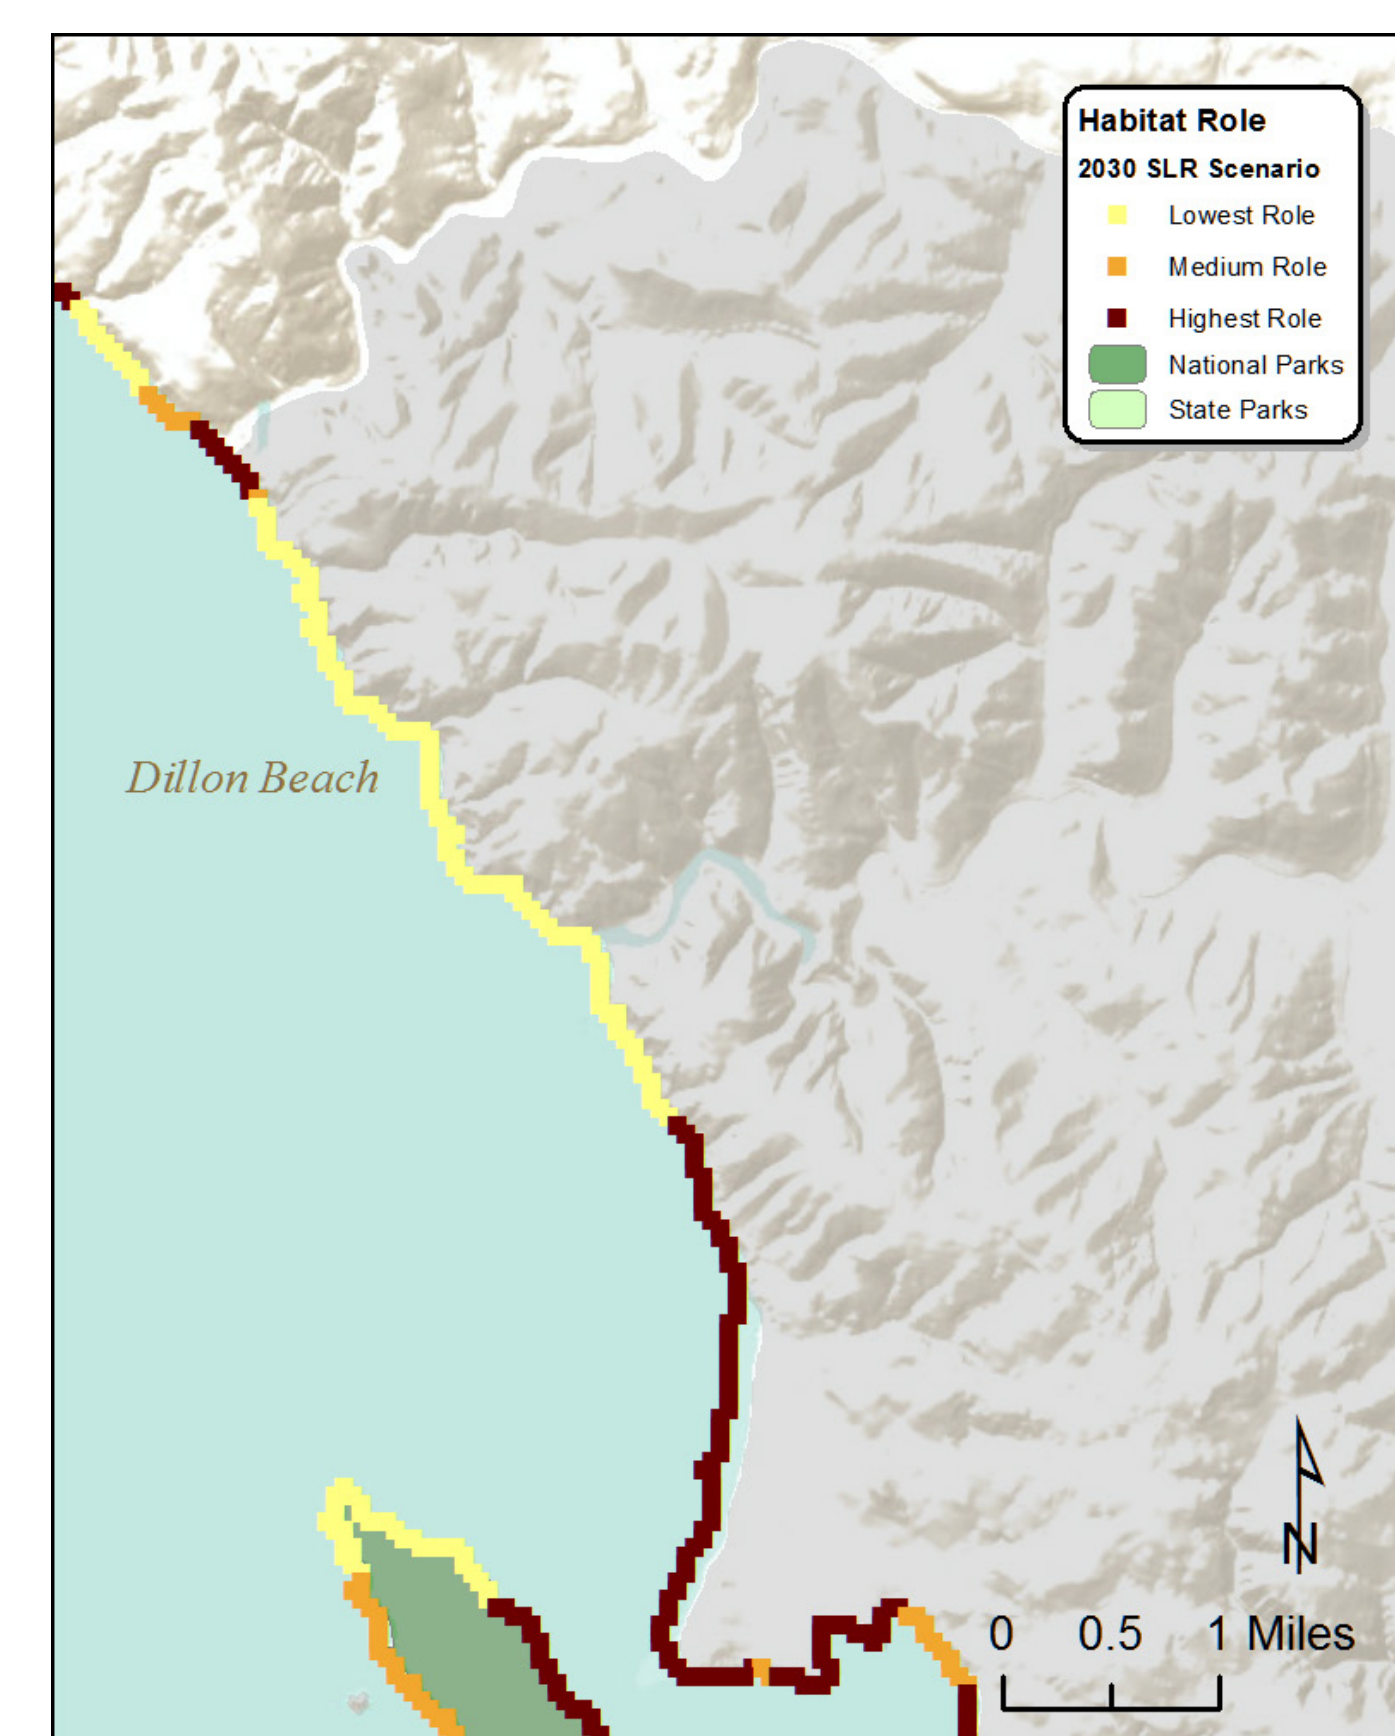 Habitat Role
2030 SLR Scenario
Lowest Role
Medium Role
Highest Role
National Parks
State Parks
Dillon Beach
N
0 0.5 1 Miles